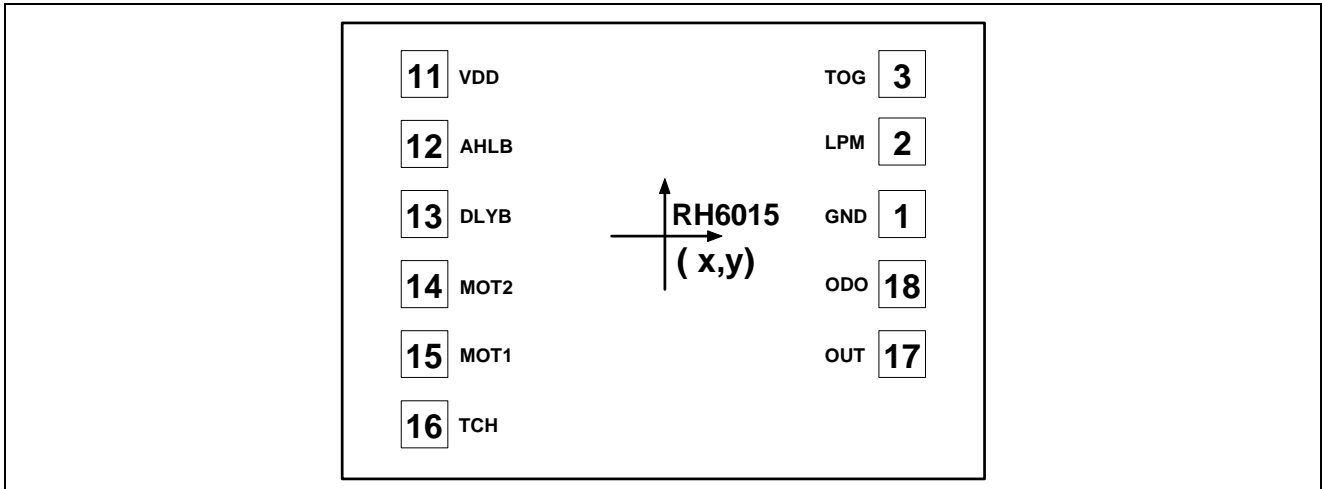 11 VDD TOG 3
12 AHLB LPM 2
13 DLYB RH6015 GND 1
( x,y)
14 MOT2 ODO 18
15 MOT1 OUT 17
16 TCH